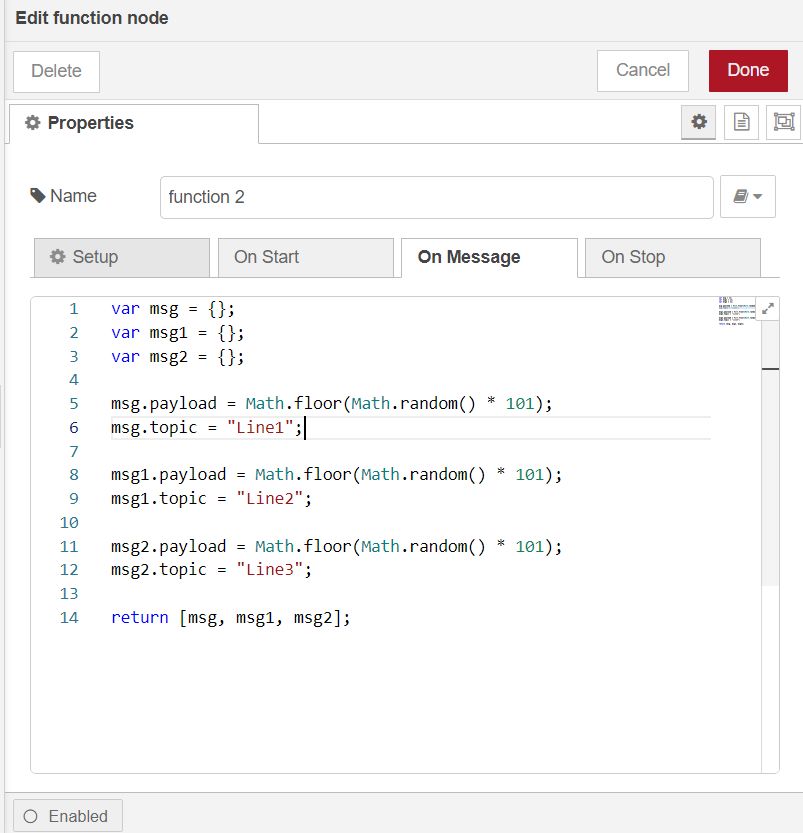 Edit function node
Delete Cancel Done
Properties
Name function 2
Setup On Start On Message On Stop
1 var msg = {};
2 var msg1 = {};
3 var msg2 = {};
4
5 msg.payload = Math.floor(Math.random() * 101);
6 msg.topic = "Line1";
7
8 msg1.payload = Math.floor(Math.random() * 101);
9 msg1.topic = "Line2";
10
11 msg2.payload = Math.floor(Math.random() * 101);
12 msg2.topic = "Line3";
13
14 return [msg, msg1, msg2];
Enabled